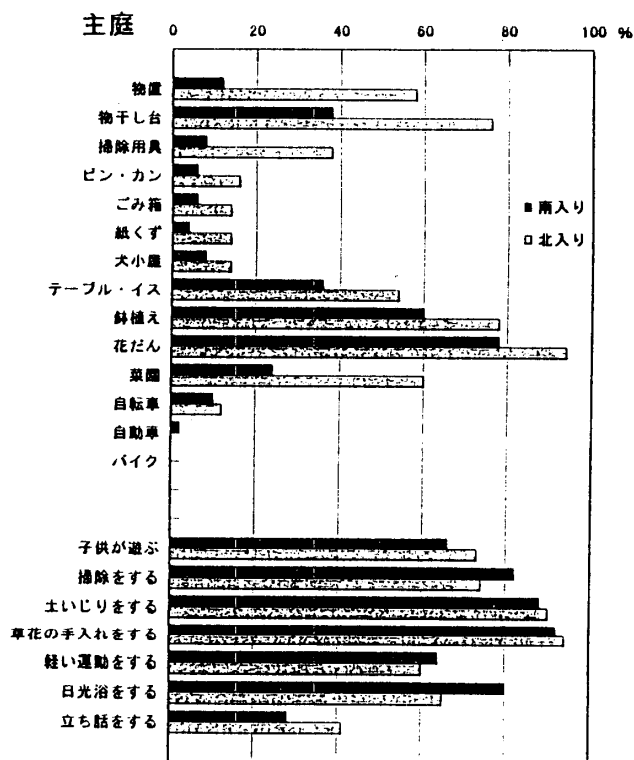 主庭
0 20 40 60 80 100 %
物置
物干し台
掃除用具
ビン・カン
ごみ箱
紙くず
犬小屋
テーブル・イス
鉢植え
花だん
菜園
自転車
自動車
バイク
■南入り
□北入り
子供が遊ぶ
掃除をする
土いじりをする
草花の手入れをする
軽い運動をする
日光浴をする
立ち話をする